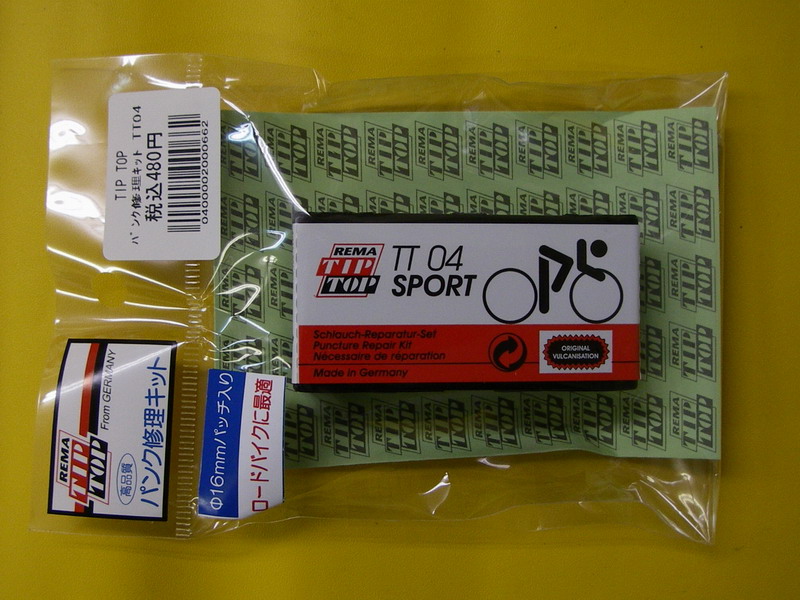 TIP TOP
パンク修理キット TT04
税込480円
0400002000662
REMA
TIP
TOP
From GERMANY
高品質
パンク修理キット
Φ16mmパッチ入り
ロードバイクに最適
REMA
TIP
TOP
TT 04
SPORT
Schlauch-Reparatur-Set
Puncture Repair Kit
Nécessaire de réparation
Made in Germany
ORIGINAL
VULCANISATION
REMA
TIP
TOP